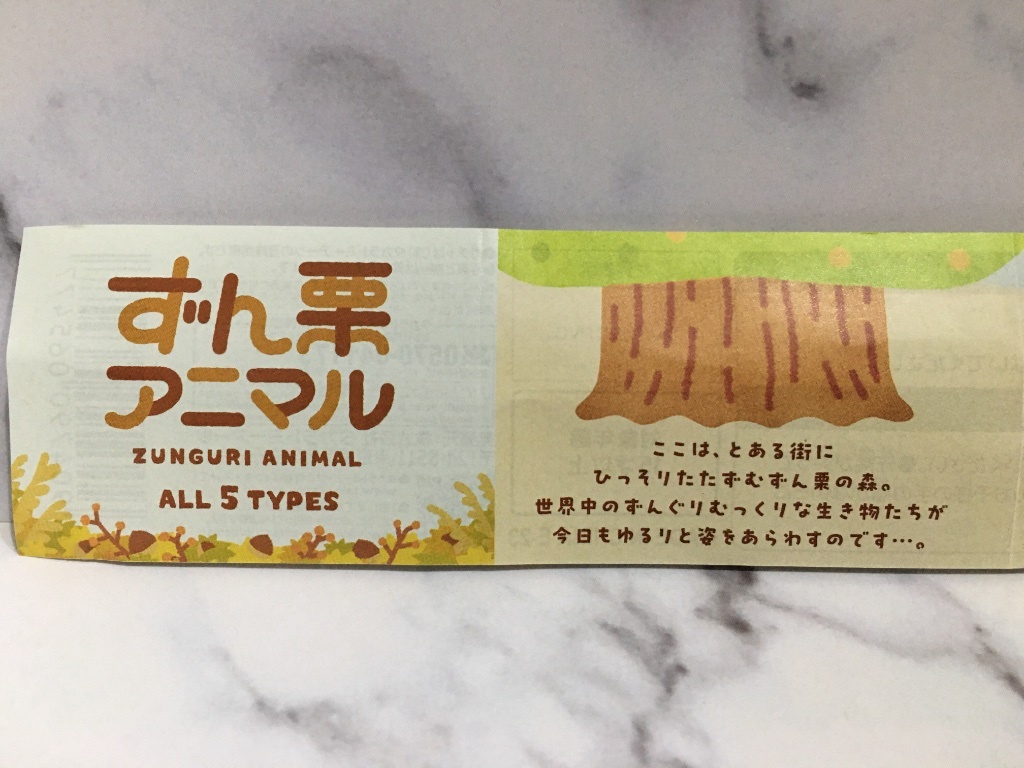 ずん栗
アニマル
ZUNGURI ANIMAL
ALL 5 TYPES
ここは、とある街に
ひっそりたたずむずん栗の森。
世界中のずんぐりむっくりな生き物たちが
今日もゆるりと姿をあらわすのです…。